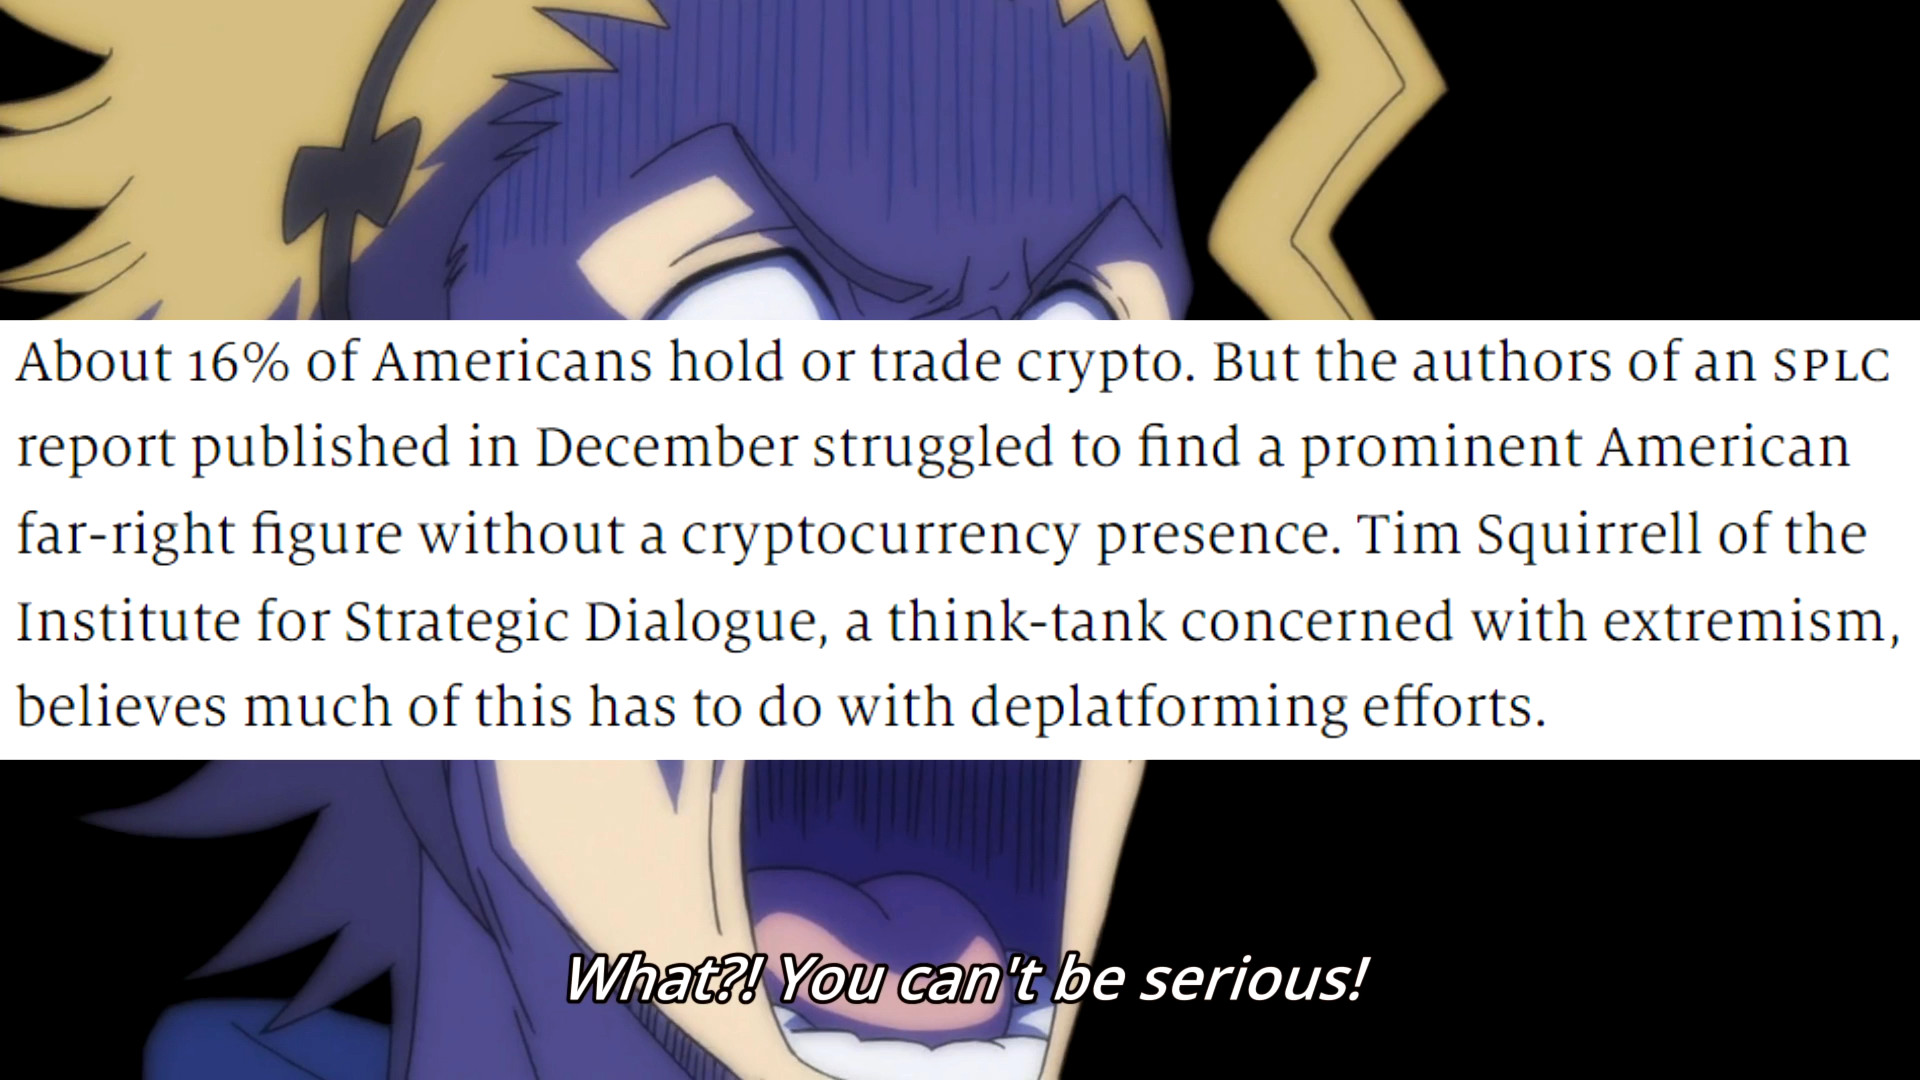 About 16% of Americans hold or trade crypto. But the authors of an SPLC
report published in December struggled to find a prominent American
far-right figure without a cryptocurrency presence. Tim Squirrell of the
Institute for Strategic Dialogue, a think-tank concerned with extremism,
believes much of this has to do with deplatforming efforts.
What?! You can't be serious!